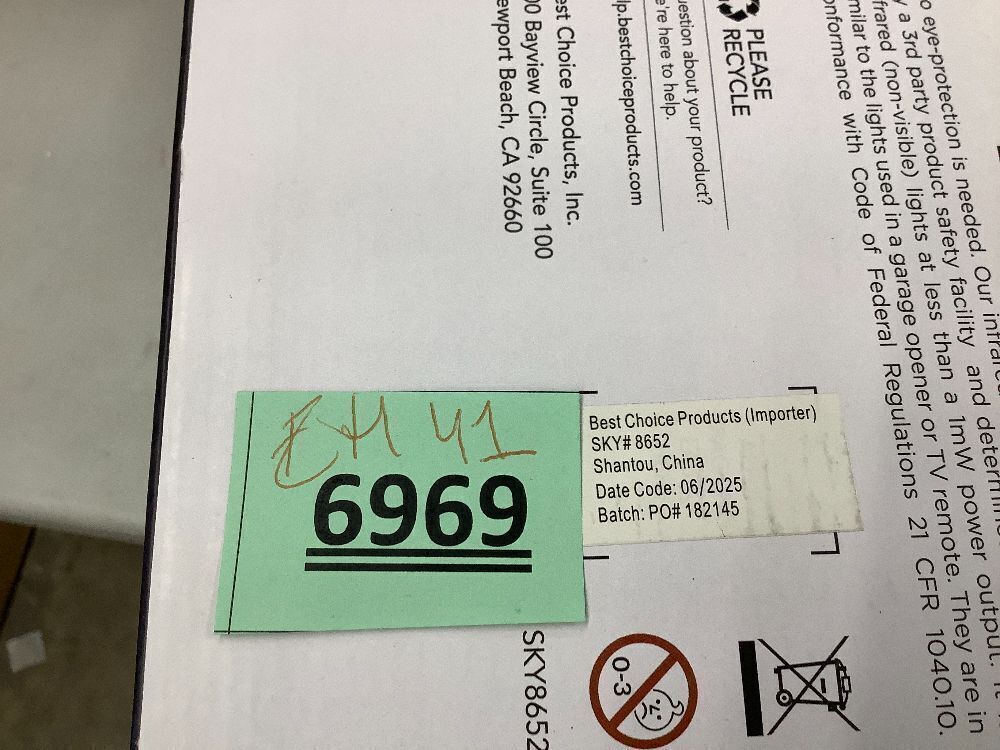 PLEASE
RECYCLE
uestion about your product?
e're here to help.
lp.bestchoiceproducts.com
est Choice Products, Inc.
00 Bayview Circle, Suite 100
ewport Beach, CA 92660
o eye-protection is needed. Our infrared
y a 3rd party product safety facility and determin
frared (non-visible) lights at less than a 1mW power output. It
milar to the lights used in a garage opener or TV remote. They are in
onformance with Code of Federal Regulations 21 CFR 1040.10.
EH 41
6969
Best Choice Products (Importer)
SKY# 8652
Shantou, China
Date Code: 06/2025
Batch: PO# 182145
SKY8652
0-3